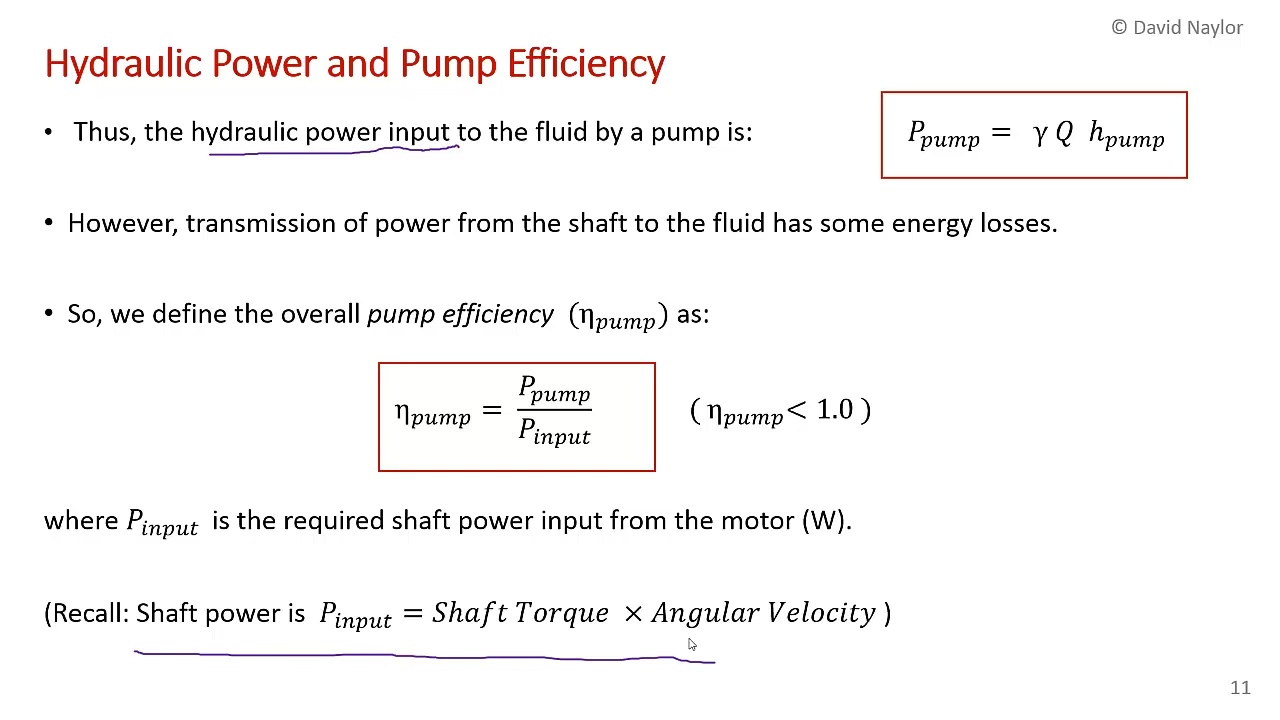 © David Naylor
Hydraulic Power and Pump Efficiency
• Thus, the hydraulic power input to the fluid by a pump is:
P_pump = γ Q h_pump
• However, transmission of power from the shaft to the fluid has some energy losses.
• So, we define the overall pump efficiency (η_pump) as:
η_pump = P_pump / P_input ( η_pump < 1.0 )
where P_input is the required shaft power input from the motor (W).
(Recall: Shaft power is P_input = Shaft Torque × Angular Velocity )
11